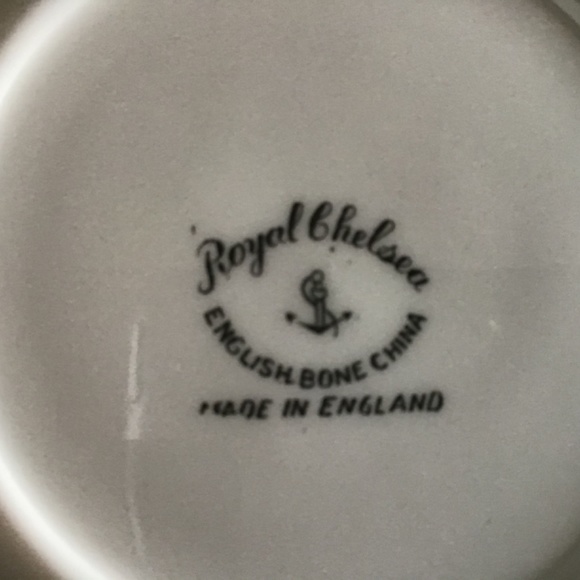 Royal Chelsea
ENGLISH BONE CHINA
MADE IN ENGLAND